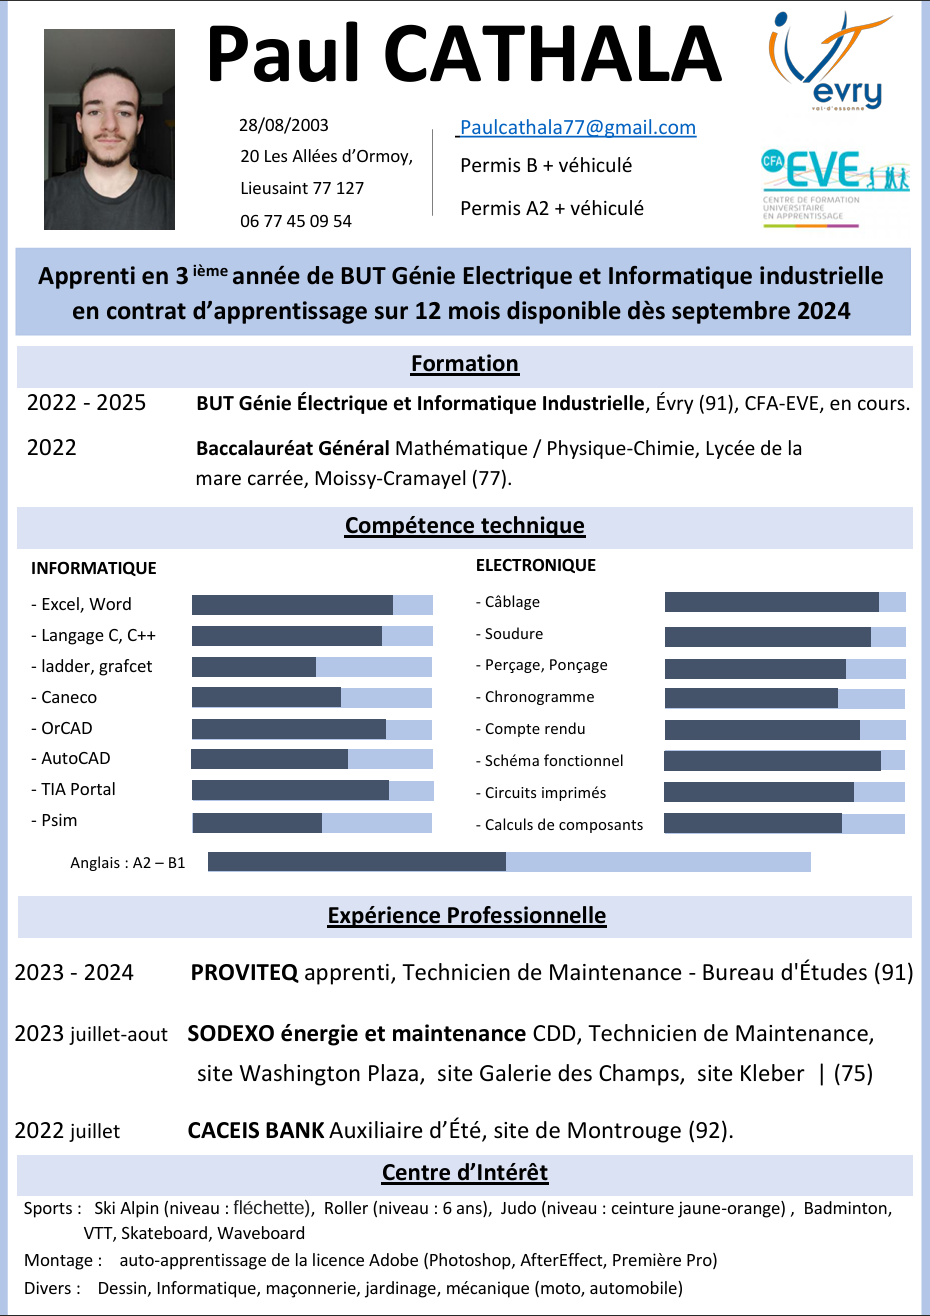 Paul CATHALA
iUT
evry
val-d'essonne
28/08/2003
20 Les Allées d'Ormoy,
Lieusaint 77 127
06 77 45 09 54
Paulcathala77@gmail.com
Permis B + véhiculé
Permis A2 + véhiculé
CFA EVE
CENTRE DE FORMATION
UNIVERSITAIRE
EN APPRENTISSAGE
Apprenti en 3 ième année de BUT Génie Electrique et Informatique industrielle
en contrat d'apprentissage sur 12 mois disponible dès septembre 2024
Formation
2022 - 2025 BUT Génie Électrique et Informatique Industrielle, Évry (91), CFA-EVE, en cours.
2022 Baccalauréat Général Mathématique / Physique-Chimie, Lycée de la
mare carrée, Moissy-Cramayel (77).
Compétence technique
INFORMATIQUE
- Excel, Word
- Langage C, C++
- ladder, grafcet
- Caneco
- OrCAD
- AutoCAD
- TIA Portal
- Psim
ELECTRONIQUE
- Câblage
- Soudure
- Perçage, Ponçage
- Chronogramme
- Compte rendu
- Schéma fonctionnel
- Circuits imprimés
- Calculs de composants
Anglais : A2 – B1
Expérience Professionnelle
2023 - 2024 PROVITEQ apprenti, Technicien de Maintenance - Bureau d'Études (91)
2023 juillet-aout SODEXO énergie et maintenance CDD, Technicien de Maintenance,
site Washington Plaza, site Galerie des Champs, site Kleber | (75)
2022 juillet CACEIS BANK Auxiliaire d'Été, site de Montrouge (92).
Centre d'Intérêt
Sports : Ski Alpin (niveau : fléchette), Roller (niveau : 6 ans), Judo (niveau : ceinture jaune-orange) , Badminton,
VTT, Skateboard, Waveboard
Montage : auto-apprentissage de la licence Adobe (Photoshop, AfterEffect, Première Pro)
Divers : Dessin, Informatique, maçonnerie, jardinage, mécanique (moto, automobile)